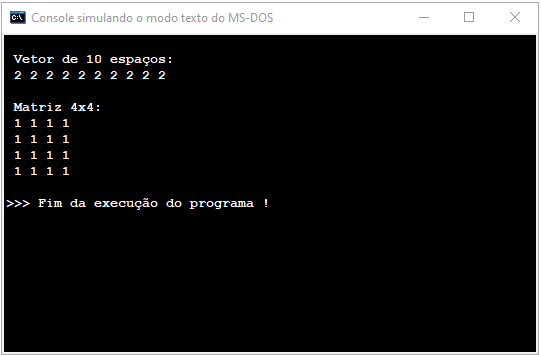 Console simulando o modo texto do MS-DOS
Vetor de 10 espaços:
2 2 2 2 2 2 2 2 2 2
Matriz 4x4:
1 1 1 1
1 1 1 1
1 1 1 1
1 1 1 1
>>> Fim da execução do programa !